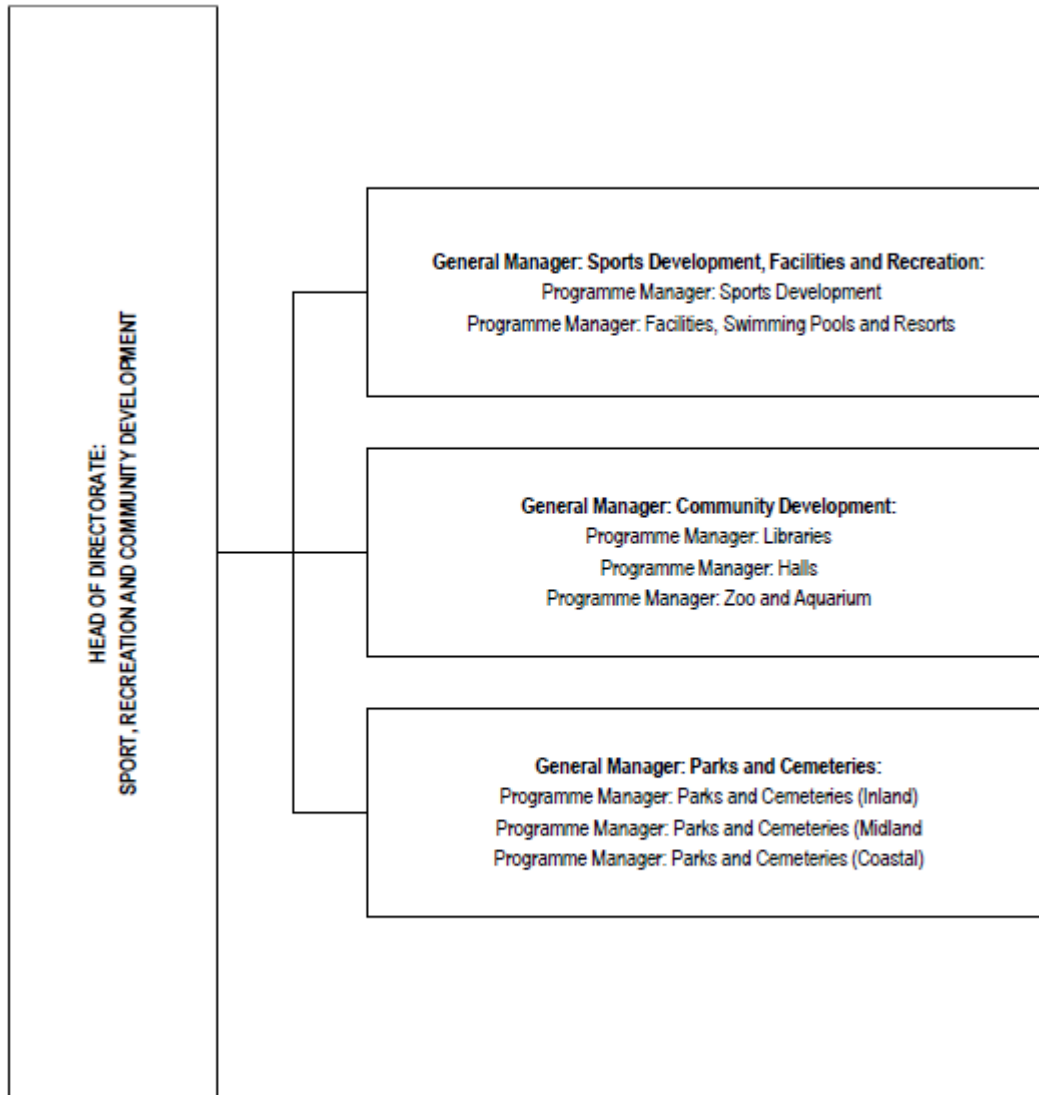 HEAD OF DIRECTORATE:
SPORT, RECREATION AND COMMUNITY DEVELOPMENT
General Manager: Sports Development, Facilities and Recreation:
Programme Manager: Sports Development
Programme Manager: Facilities, Swimming Pools and Resorts
General Manager: Community Development:
Programme Manager: Libraries
Programme Manager: Halls
Programme Manager: Zoo and Aquarium
General Manager: Parks and Cemeteries:
Programme Manager: Parks and Cemeteries (Inland)
Programme Manager: Parks and Cemeteries (Midland
Programme Manager: Parks and Cemeteries (Coastal)